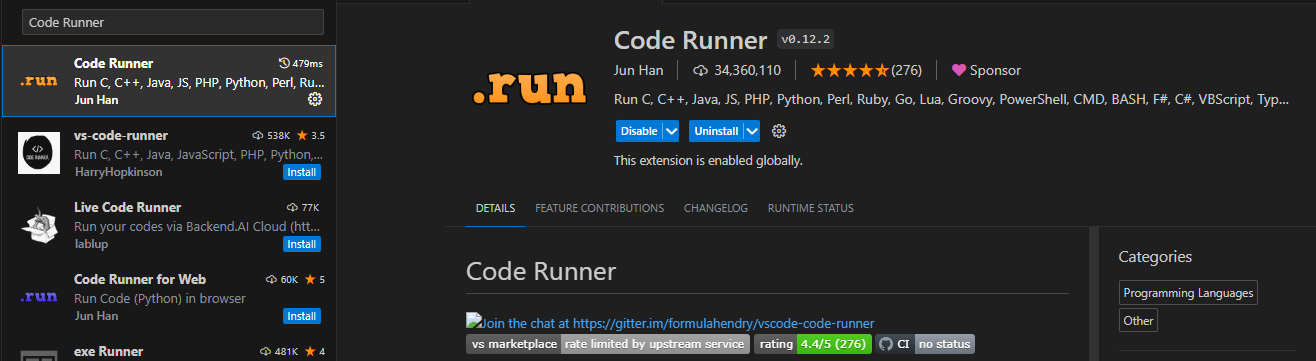 Code Runner
Code Runner
479ms
Run C, C++, Java, JS, PHP, Python, Perl, Ru...
Jun Han
vs-code-runner
538K
3.5
Run C, C++, Java, JavaScript, PHP, Python,...
HarryHopkinson
Install
Live Code Runner
77K
Run your codes via Backend.AI Cloud (htt...
lablup
Install
Code Runner for Web
60K
5
Run Code (Python) in browser
Jun Han
Install
exe Runner
481K
4
.run
.run
CODE RUNNER
.run
Code Runner
v0.12.2
Jun Han
34,360,110
(276)
Sponsor
Run C, C++, Java, JS, PHP, Python, Perl, Ruby, Go, Lua, Groovy, PowerShell, CMD, BASH, F#, C#, VBScript, Typ...
Disable
Uninstall
This extension is enabled globally.
DETAILS
FEATURE CONTRIBUTIONS
CHANGELOG
RUNTIME STATUS
Code Runner
Join the chat at https://gitter.im/formulahendry/vscode-code-runner
vs marketplace rate limited by upstream service
rating 4.4/5 (276)
CI no status
Categories
Programming Languages
Other